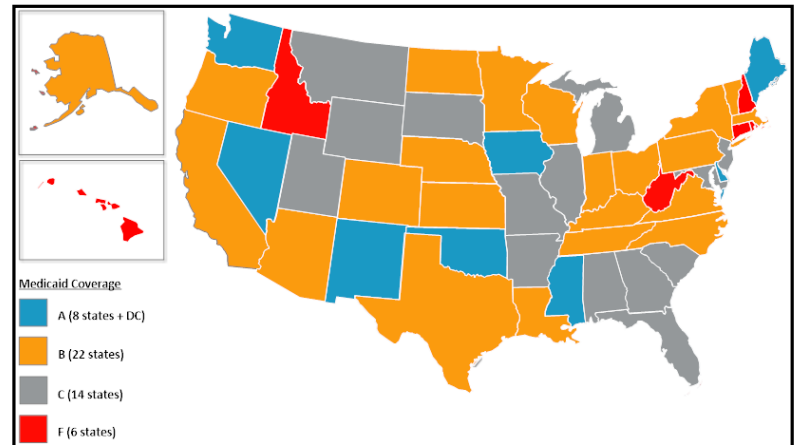 Medicaid Coverage
A (8 states + DC)
B (22 states)
C (14 states)
F (6 states)